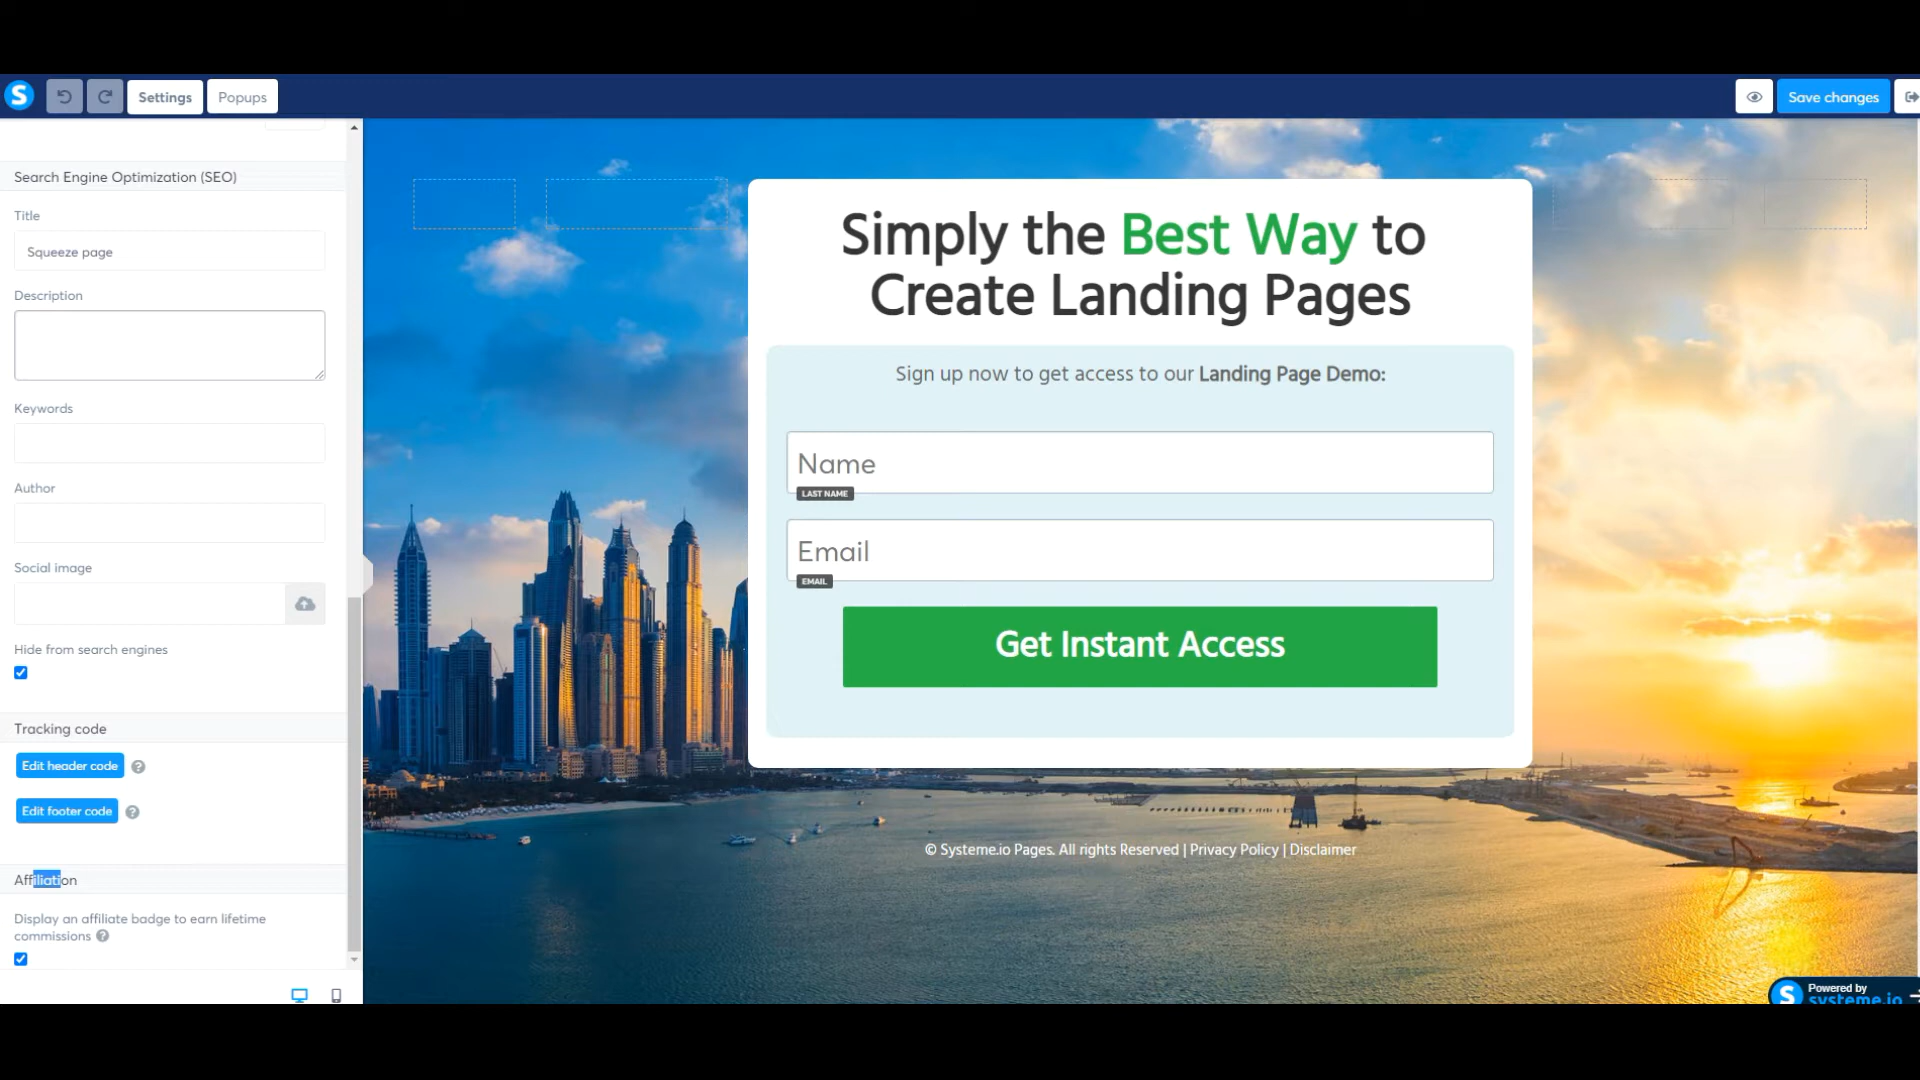 S
Settings
Popups
Save changes
Search Engine Optimization (SEO)
Title
Squeeze page
Description
Keywords
Author
Social image
Hide from search engines
Tracking code
Edit header code ?
Edit footer code ?
Affiliation
Display an affiliate badge to earn lifetime
commissions ?
Simply the Best Way to
Create Landing Pages
Sign up now to get access to our Landing Page Demo:
Name
LAST NAME
Email
EMAIL
Get Instant Access
© Systeme.io Pages. All rights Reserved | Privacy Policy | Disclaimer
S
Powered by
systeme.io